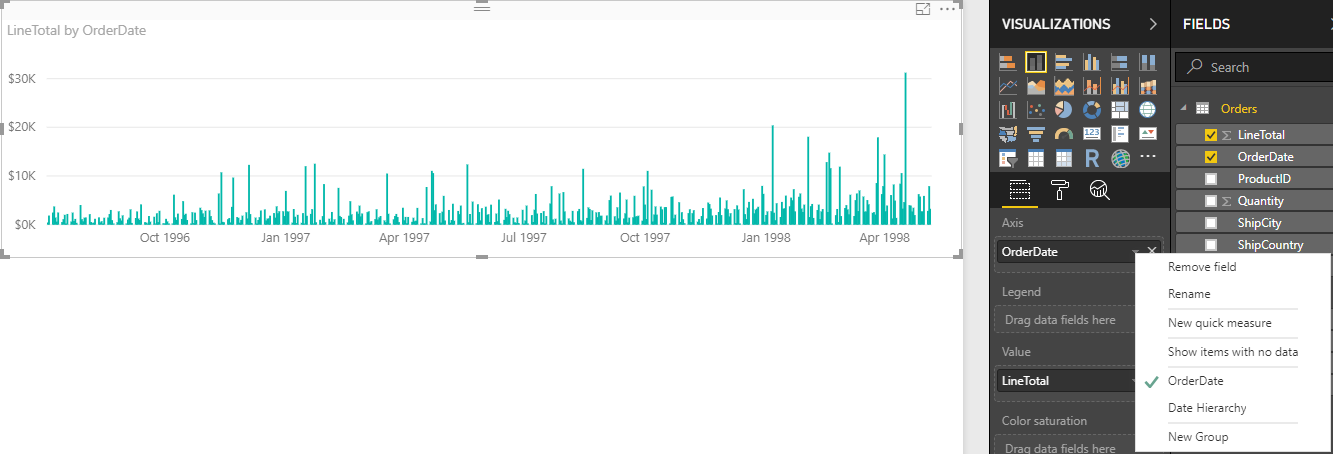 LineTotal by OrderDate
$30K
$20K
$10K
$0K
Oct 1996 Jan 1997 Apr 1997 Jul 1997 Oct 1997 Jan 1998 Apr 1998
VISUALIZATIONS
123
R
Axis
OrderDate
Legend
Drag data fields here
Value
LineTotal
Color saturation
Drag data fields here
FIELDS
Search
Orders
LineTotal
OrderDate
ProductID
Quantity
ShipCity
ShipCountry
Remove field
Rename
New quick measure
Show items with no data
OrderDate
Date Hierarchy
New Group